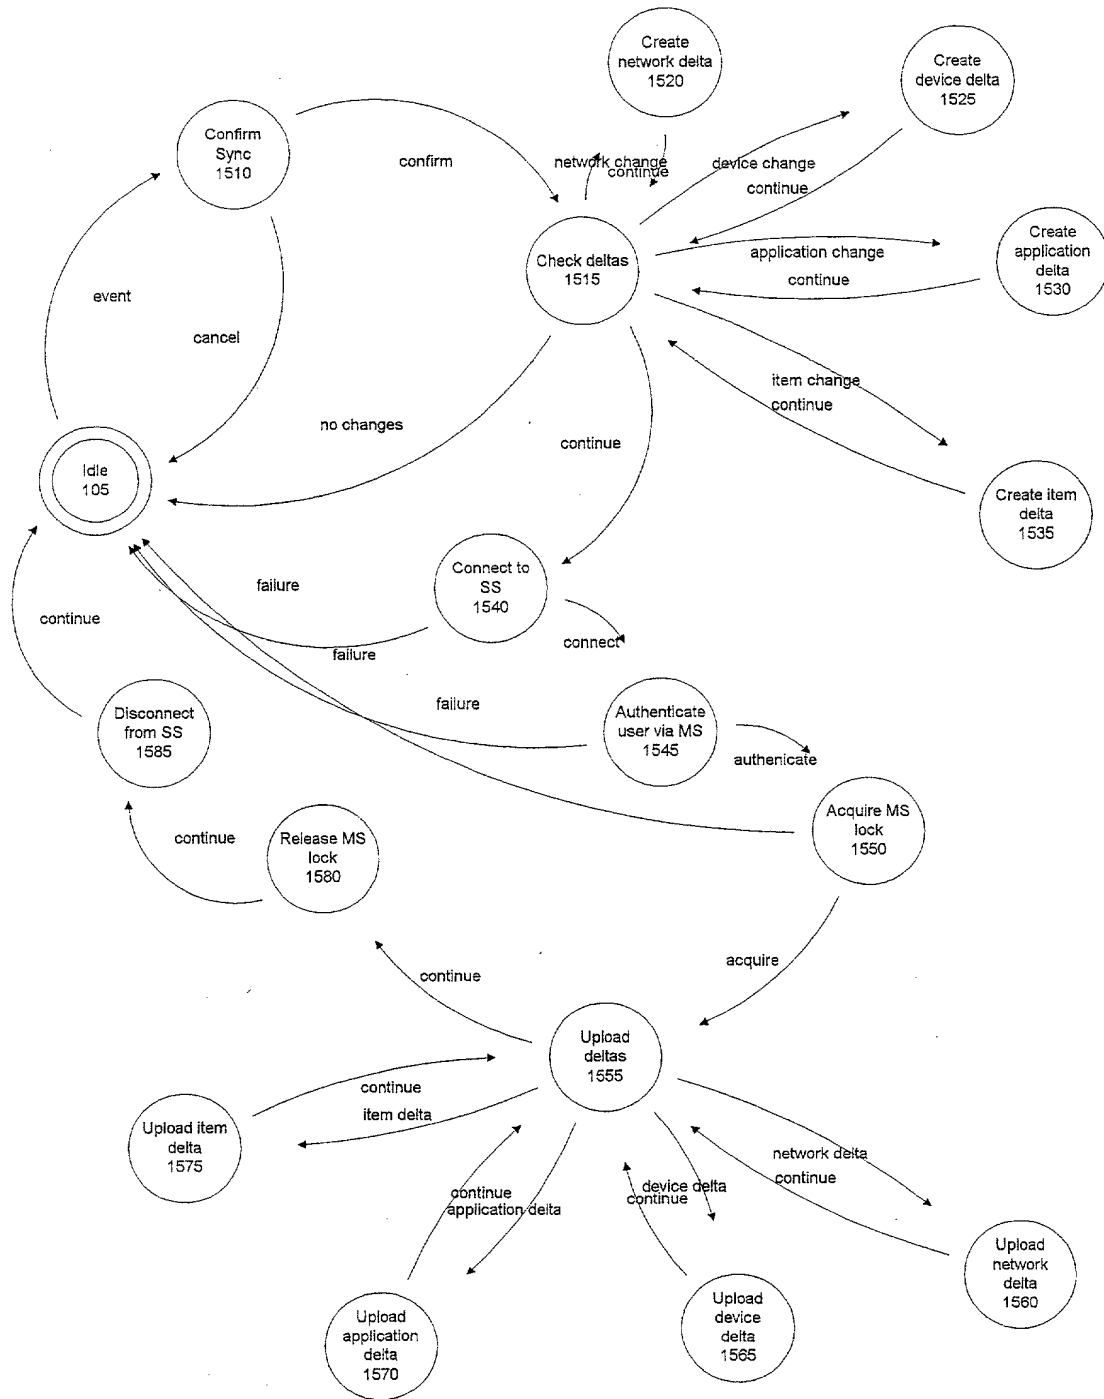 Create
network delta
1520
Create
device delta
1525
Confirm
Sync
1510
confirm
network change
continue
device change
continue
Create
application
delta
1530
application change
continue
Check deltas
1515
event
cancel
item change
continue
no changes
continue
Idle
105
Create item
delta
1535
Connect to
SS
1540
failure
connect
continue
failure
failure
Disconnect
from SS
1585
Authenticate
user via MS
1545
authenicate
Acquire MS
lock
1550
continue
Release MS
lock
1580
acquire
continue
Upload
deltas
1555
continue
item delta
Upload item
delta
1575
network delta
continue
device delta
continue
continue
application delta
Upload
network
delta
1560
Upload
device
delta
1565
Upload
application
delta
1570